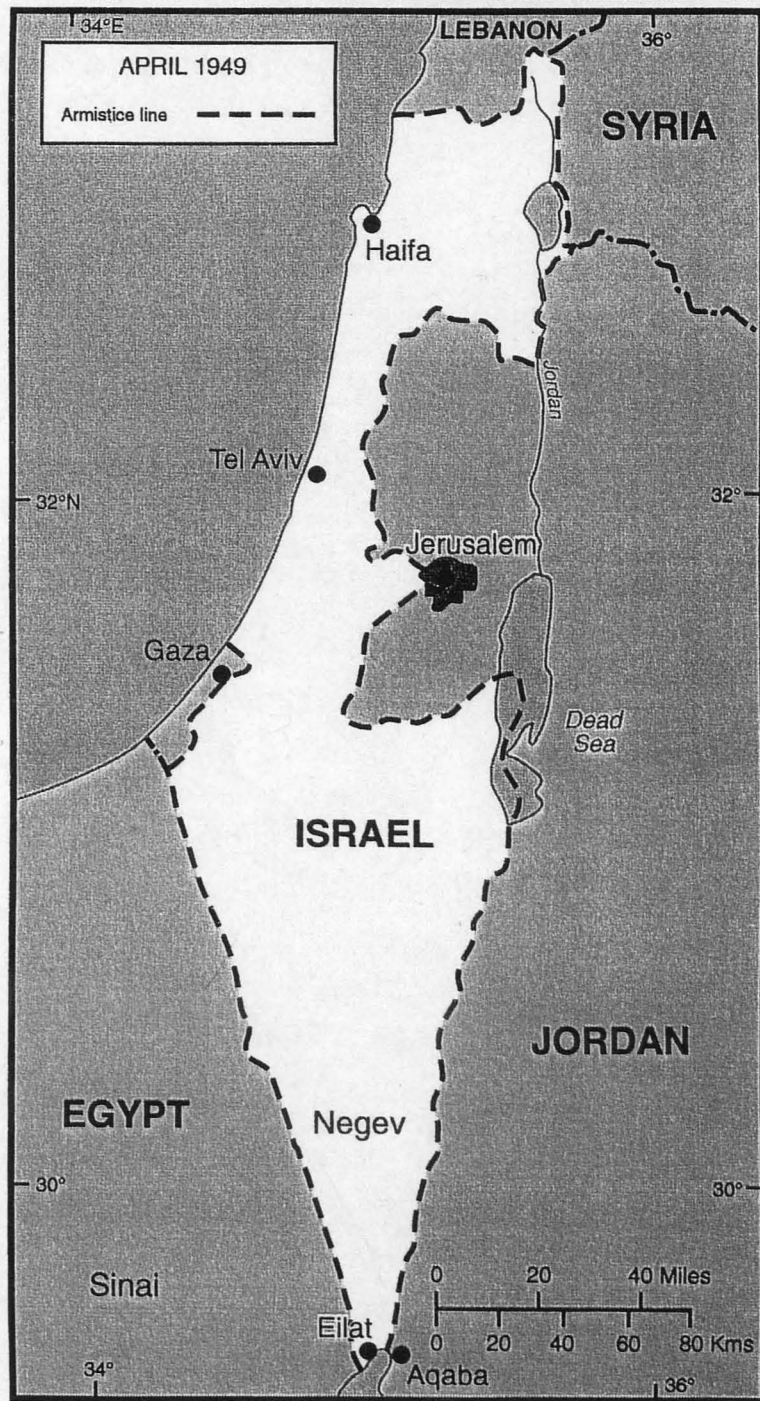 34°E
LEBANON
36°
APRIL 1949
Armistice line
SYRIA
Haifa
Jordan
Tel Aviv
32°N
32°
Jerusalem
Gaza
Dead
Sea
ISRAEL
JORDAN
EGYPT
Negev
30°
30°
Sinai
0 20 40 Miles
Eilat
0 20 40 60 80 Kms
Aqaba
34°
36°